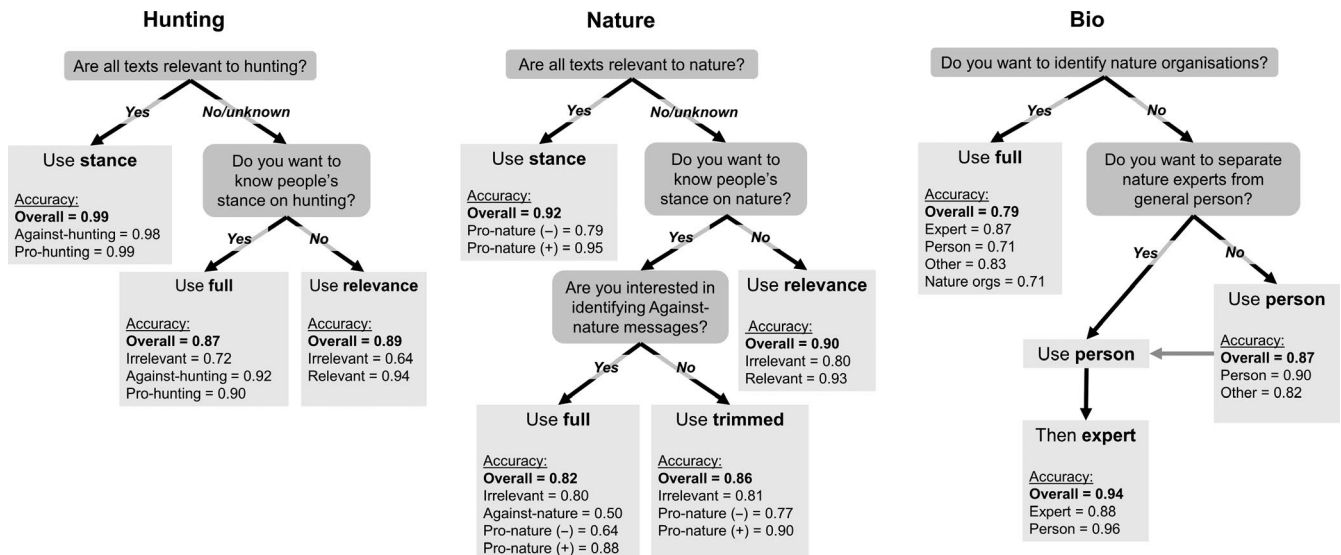 Hunting
Are all texts relevant to hunting?
Yes
No/unknown
Use stance
Accuracy:
Overall = 0.99
Against-hunting = 0.98
Pro-hunting = 0.99
Do you want to
know people's
stance on hunting?
Yes
No
Use full
Accuracy:
Overall = 0.87
Irrelevant = 0.72
Against-hunting = 0.92
Pro-hunting = 0.90
Use relevance
Accuracy:
Overall = 0.89
Irrelevant = 0.64
Relevant = 0.94
Nature
Are all texts relevant to nature?
Yes
No/unknown
Use stance
Accuracy:
Overall = 0.92
Pro-nature (–) = 0.79
Pro-nature (+) = 0.95
Do you want to
know people's
stance on nature?
Yes
No
Are you interested in
identifying Against-
nature messages?
Use relevance
Accuracy:
Overall = 0.90
Irrelevant = 0.80
Relevant = 0.93
Yes
No
Use full
Accuracy:
Overall = 0.82
Irrelevant = 0.80
Against-nature = 0.50
Pro-nature (–) = 0.64
Pro-nature (+) = 0.88
Use trimmed
Accuracy:
Overall = 0.86
Irrelevant = 0.81
Pro-nature (–) = 0.77
Pro-nature (+) = 0.90
Bio
Do you want to identify nature organisations?
Yes
No
Use full
Accuracy:
Overall = 0.79
Expert = 0.87
Person = 0.71
Other = 0.83
Nature orgs = 0.71
Do you want to separate
nature experts from
general person?
Yes
No
Use person
Accuracy:
Overall = 0.87
Person = 0.90
Other = 0.82
Use person
Then expert
Accuracy:
Overall = 0.94
Expert = 0.88
Person = 0.96